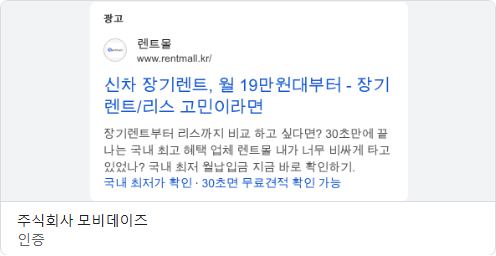 광고
렌트몰
www.rentmall.kr/
신차 장기렌트, 월 19만원대부터 - 장기
렌트/리스 고민이라면
장기렌트부터 리스까지 비교 하고 싶다면? 30초만에 끝
나는 국내 최고 혜택 업체 렌트몰 내가 너무 비싸게 타고
있었나? 국내 최저 월납입금 지금 바로 확인하기.
국내 최저가 확인 · 30초면 무료견적 확인 가능
주식회사 모비데이즈
인증